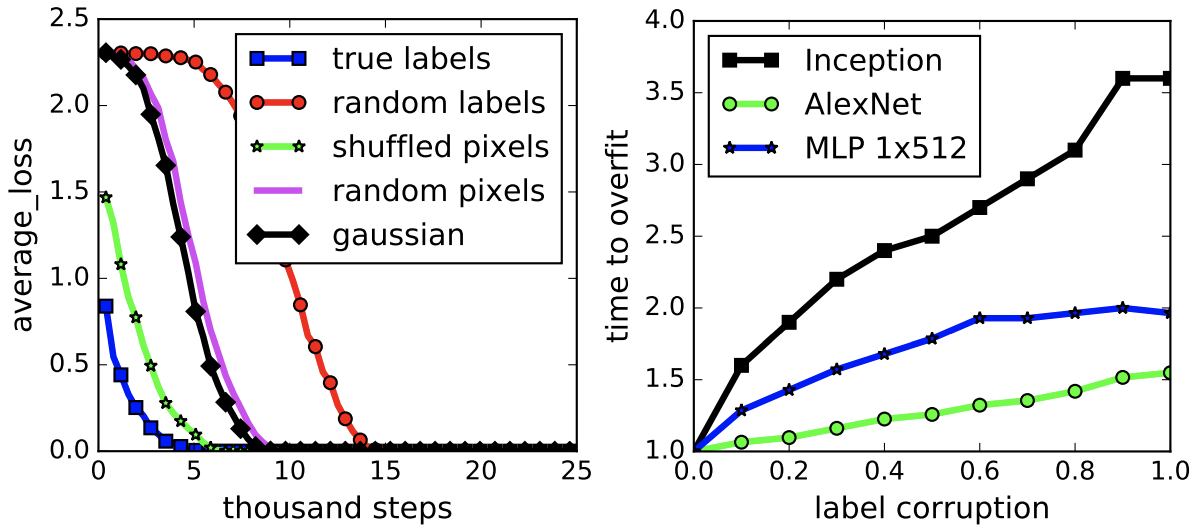 2.5
2.0
1.5
1.0
0.5
0.0
average_loss
true labels
random labels
shuffled pixels
random pixels
gaussian
0 5 10 15 20 25
thousand steps
4.0
3.5
3.0
2.5
2.0
1.5
1.0
time to overfit
Inception
AlexNet
MLP 1x512
0.0 0.2 0.4 0.6 0.8 1.0
label corruption